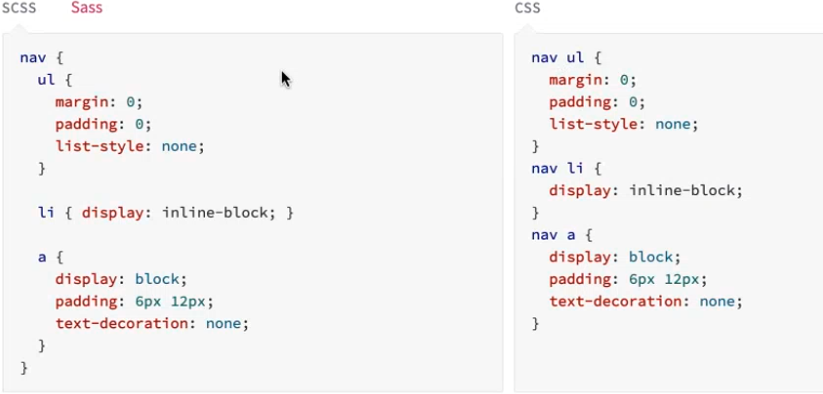 SCSS Sass
nav {
  ul {
    margin: 0;
    padding: 0;
    list-style: none;
  }

  li { display: inline-block; }

  a {
    display: block;
    padding: 6px 12px;
    text-decoration: none;
  }
}
CSS
nav ul {
  margin: 0;
  padding: 0;
  list-style: none;
}
nav li {
  display: inline-block;
}
nav a {
  display: block;
  padding: 6px 12px;
  text-decoration: none;
}